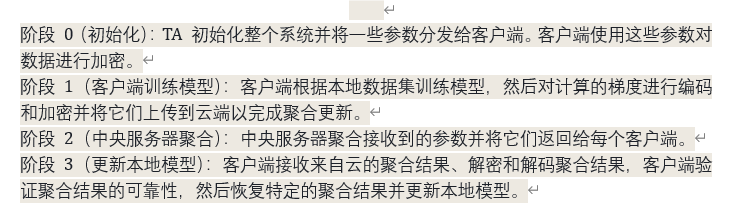 阶段 0（初始化）：TA 初始化整个系统并将一些参数分发给客户端。客户端使用这些参数对
数据进行加密。
阶段 1（客户端训练模型）：客户端根据本地数据集训练模型，然后对计算的梯度进行编码
和加密并将它们上传到云端以完成聚合更新。
阶段 2（中央服务器聚合）：中央服务器聚合接收到的参数并将它们返回给每个客户端。
阶段 3（更新本地模型）：客户端接收来自云的聚合结果、解密和解码聚合结果，客户端验
证聚合结果的可靠性，然后恢复特定的聚合结果并更新本地模型。